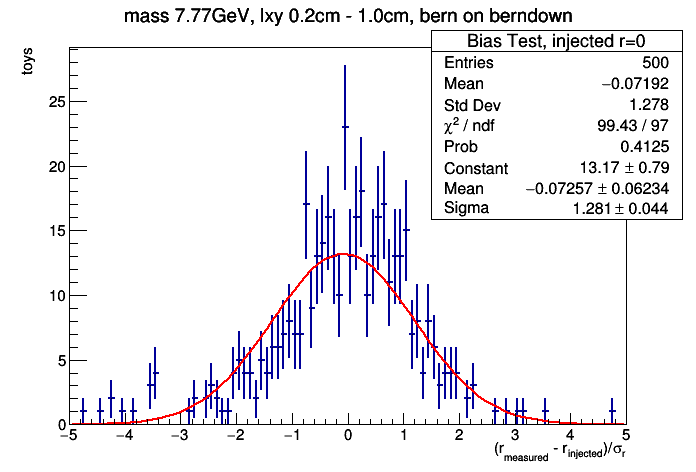 mass 7.77GeV, lxy 0.2cm - 1.0cm, bern on berndown
Bias Test, injected r=0
Entries 500
Mean −0.07192
Std Dev 1.278
χ² / ndf 99.43 / 97
Prob 0.4125
Constant 13.17 ± 0.79
Mean −0.07257 ± 0.06234
Sigma 1.281 ± 0.044
toys
25
20
15
10
5
0
−5 −4 −3 −2 −1 0 1 2 3 4 5
(r_measured - r_injected)/σ_r